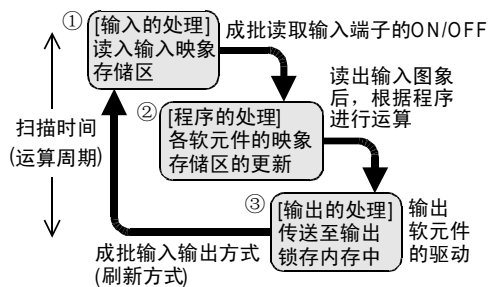 ①
[输入的处理]
读入输入映象
存储区
成批读取输入端子的ON/OFF
读出输入图象
后，根据程序
进行运算
②
[程序的处理]
各软元件的映象
存储区的更新
扫描时间
(运算周期)
③
[输出的处理]
传送至输出
锁存内存中
输出
软元件
的驱动
成批输入输出方式
(刷新方式)